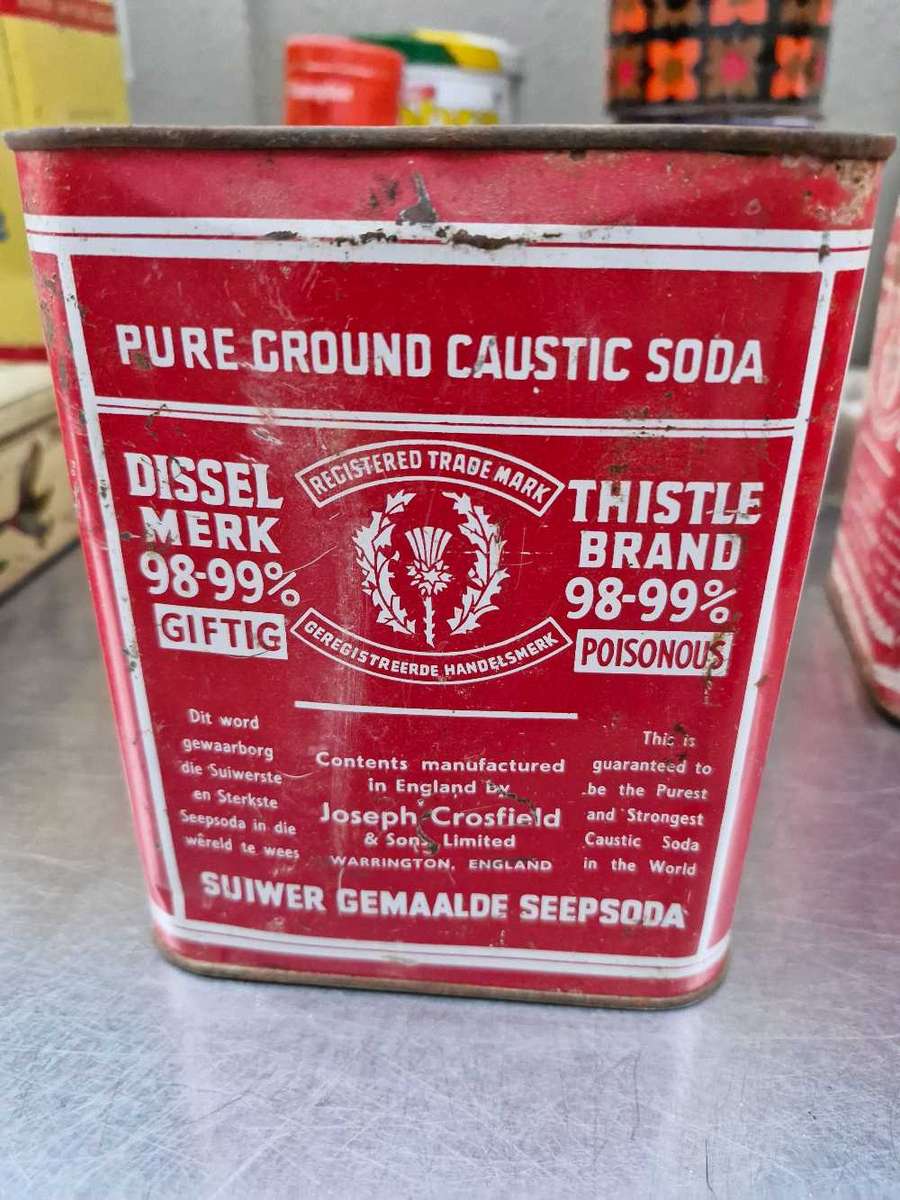 PURE GROUND CAUSTIC SODA
DISSEL
MERK
98-99%
GIFTIG
REGISTERED TRADE MARK
GEREGISTREERDE HANDELSMERK
THISTLE
BRAND
98-99%
POISONOUS
Dit word
gewaarborg
die Suiwerste
en Sterkste
Seepsoda in die
wêreld te wees
Contents manufactured
in England by
Joseph Crosfield
& Sons Limited
WARRINGTON, ENGLAND
This is
guaranteed to
be the Purest
and Strongest
Caustic Soda
in the World
SUIWER GEMAALDE SEEPSODA